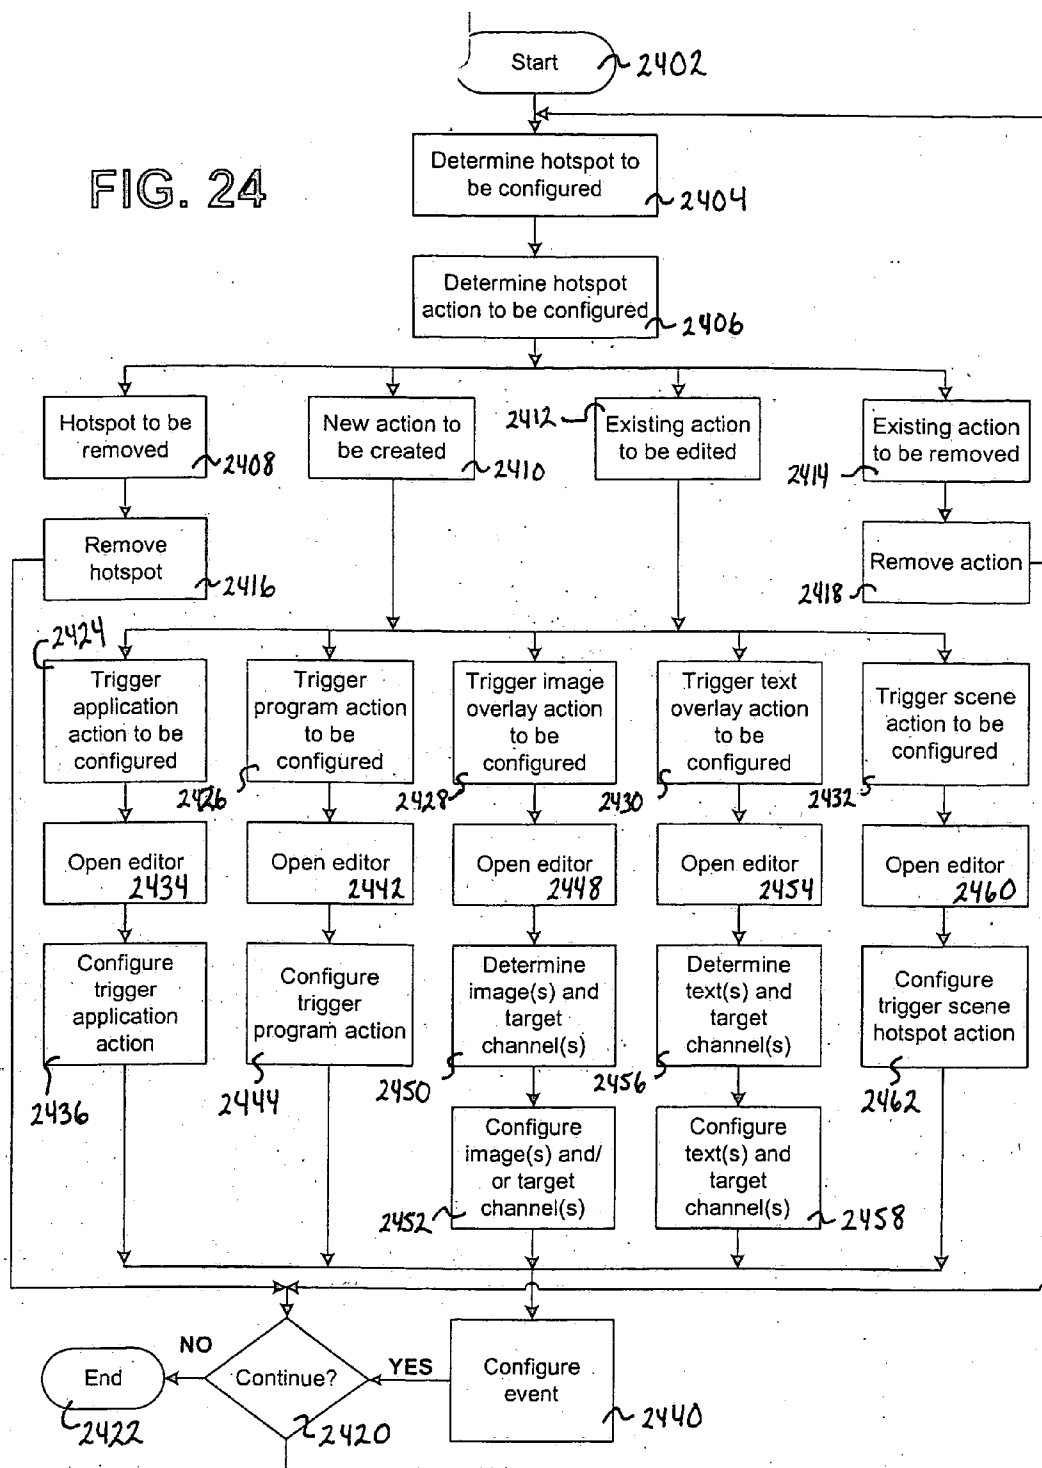 Start
2402
FIG. 24
Determine hotspot to
be configured
2404
Determine hotspot
action to be configured
2406
Hotspot to be
removed
2408
New action to
be created
2410
2412
Existing action
to be edited
Existing action
to be removed
2414
Remove
hotspot
2416
Remove action
2418
2424
Trigger
application
action to be
configured
Trigger
program action
to be
configured
2426
Trigger image
overlay action
to be
configured
2428
Trigger text
overlay action
to be
configured
2430
Trigger scene
action to be
configured
2432
Open editor
2434
Open editor
2442
Open editor
2448
Open editor
2454
Open editor
2460
Configure
trigger
application
action
2436
Configure
trigger
program action
2444
Determine
image(s) and
target
channel(s)
2450
Determine
text(s) and
target
channel(s)
2456
Configure
trigger scene
hotspot action
2462
Configure
image(s) and/
or target
channel(s)
2452
Configure
text(s) and
target
channel(s)
2458
End
2422
NO
Continue?
2420
YES
Configure
event
2440